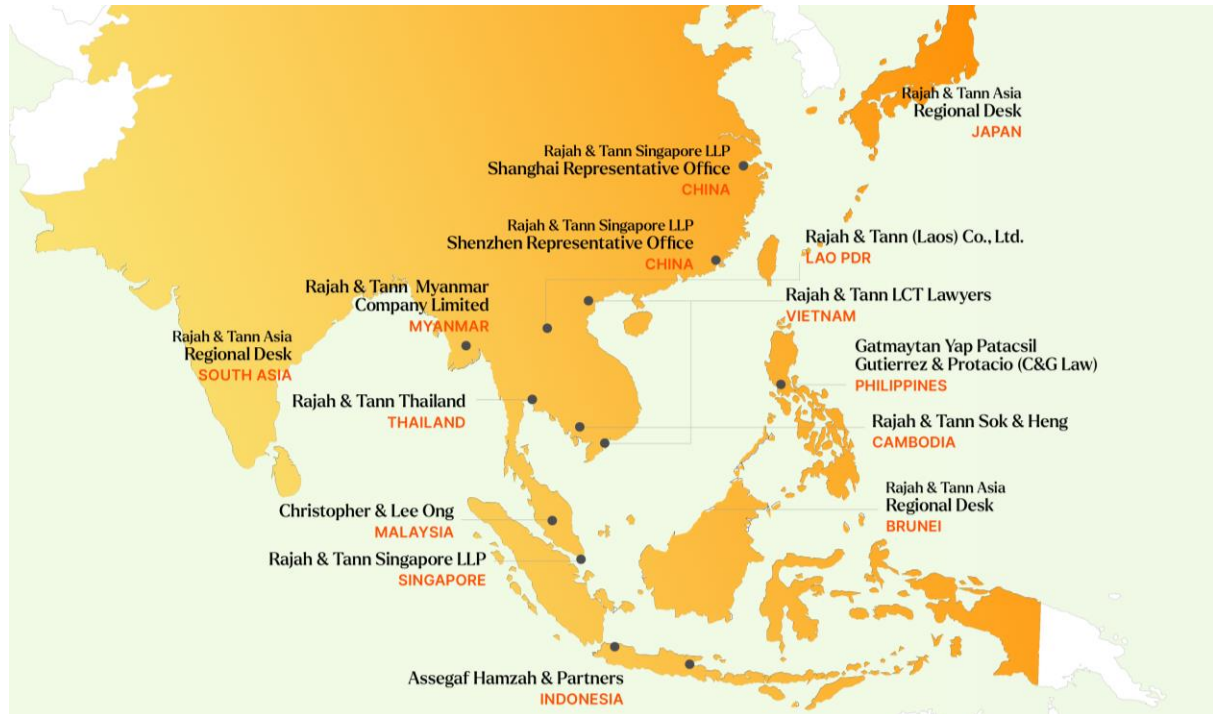 Rajah & Tann Asia
Regional Desk
JAPAN
Rajah & Tann Singapore LLP
Shanghai Representative Office
CHINA
Rajah & Tann Singapore LLP
Shenzhen Representative Office
CHINA
Rajah & Tann (Laos) Co., Ltd.
LAO PDR
Rajah & Tann Myanmar
Company Limited
MYANMAR
Rajah & Tann LCT Lawyers
VIETNAM
Rajah & Tann Asia
Regional Desk
SOUTH ASIA
Gatmaytan Yap Patacsil
Gutierrez & Protacio (C&G Law)
PHILIPPINES
Rajah & Tann Thailand
THAILAND
Rajah & Tann Sok & Heng
CAMBODIA
Rajah & Tann Asia
Regional Desk
BRUNEI
Christopher & Lee Ong
MALAYSIA
Rajah & Tann Singapore LLP
SINGAPORE
Assegaf Hamzah & Partners
INDONESIA